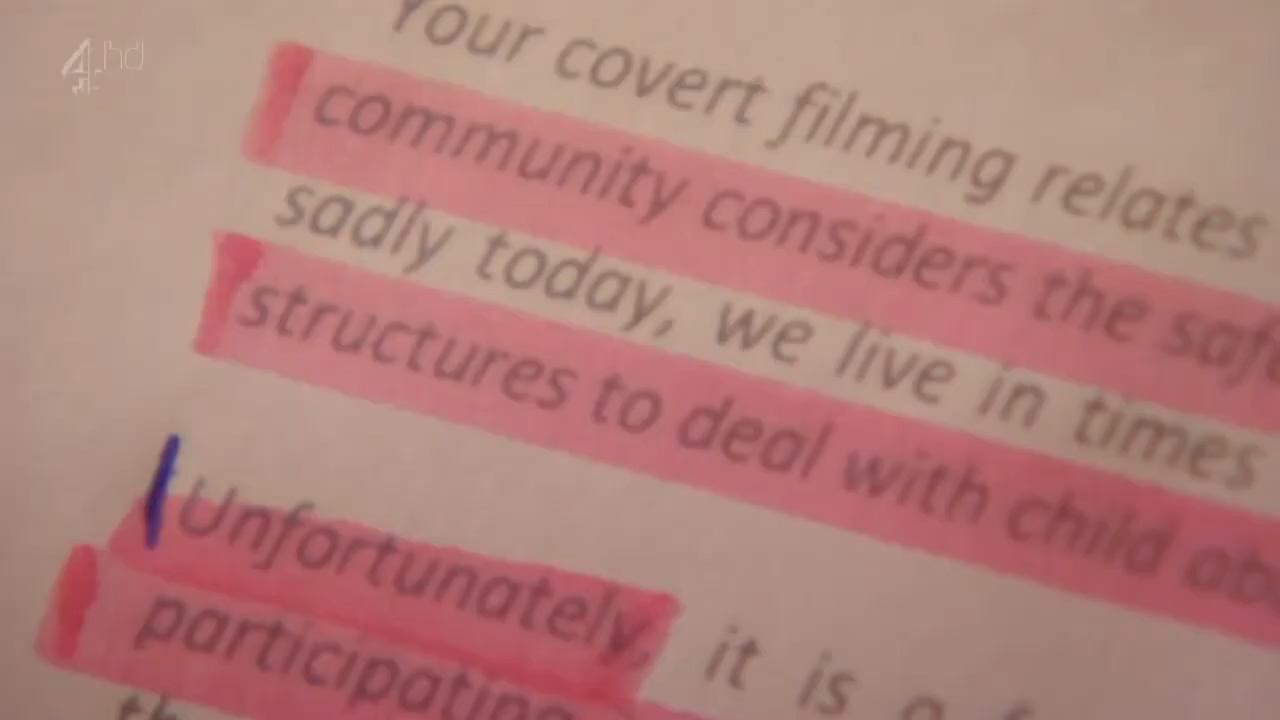 4hd
Your covert filming relates
community considers the
sadly today, we live in times
structures to deal with child
Unfortunately, it is a
participating